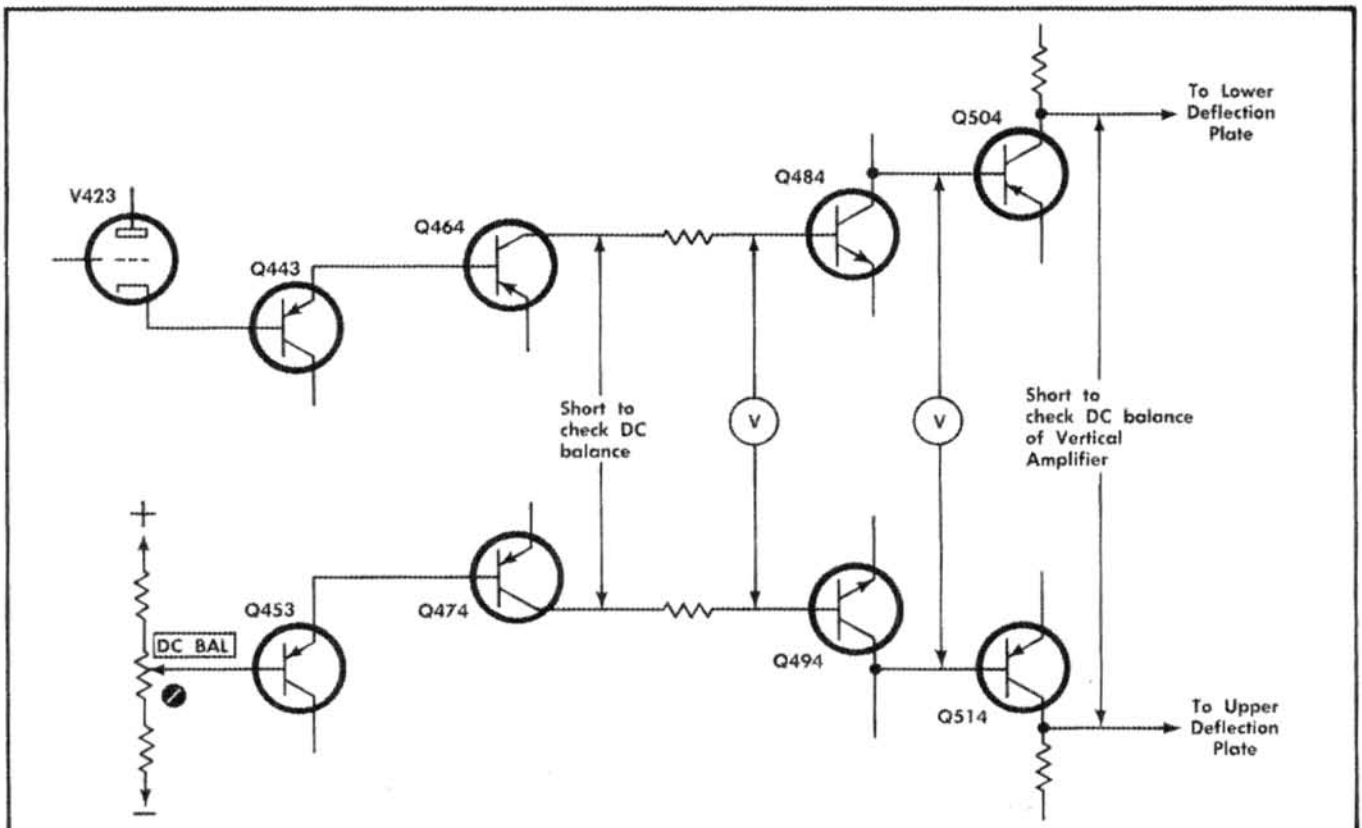 V423
Q443
Q464
Q484
Q504
To Lower
Deflection
Plate
Short to
check DC
balance
V
V
Short to
check DC balance
of Vertical
Amplifier
+
DC BAL
−
Q453
Q474
Q494
Q514
To Upper
Deflection
Plate